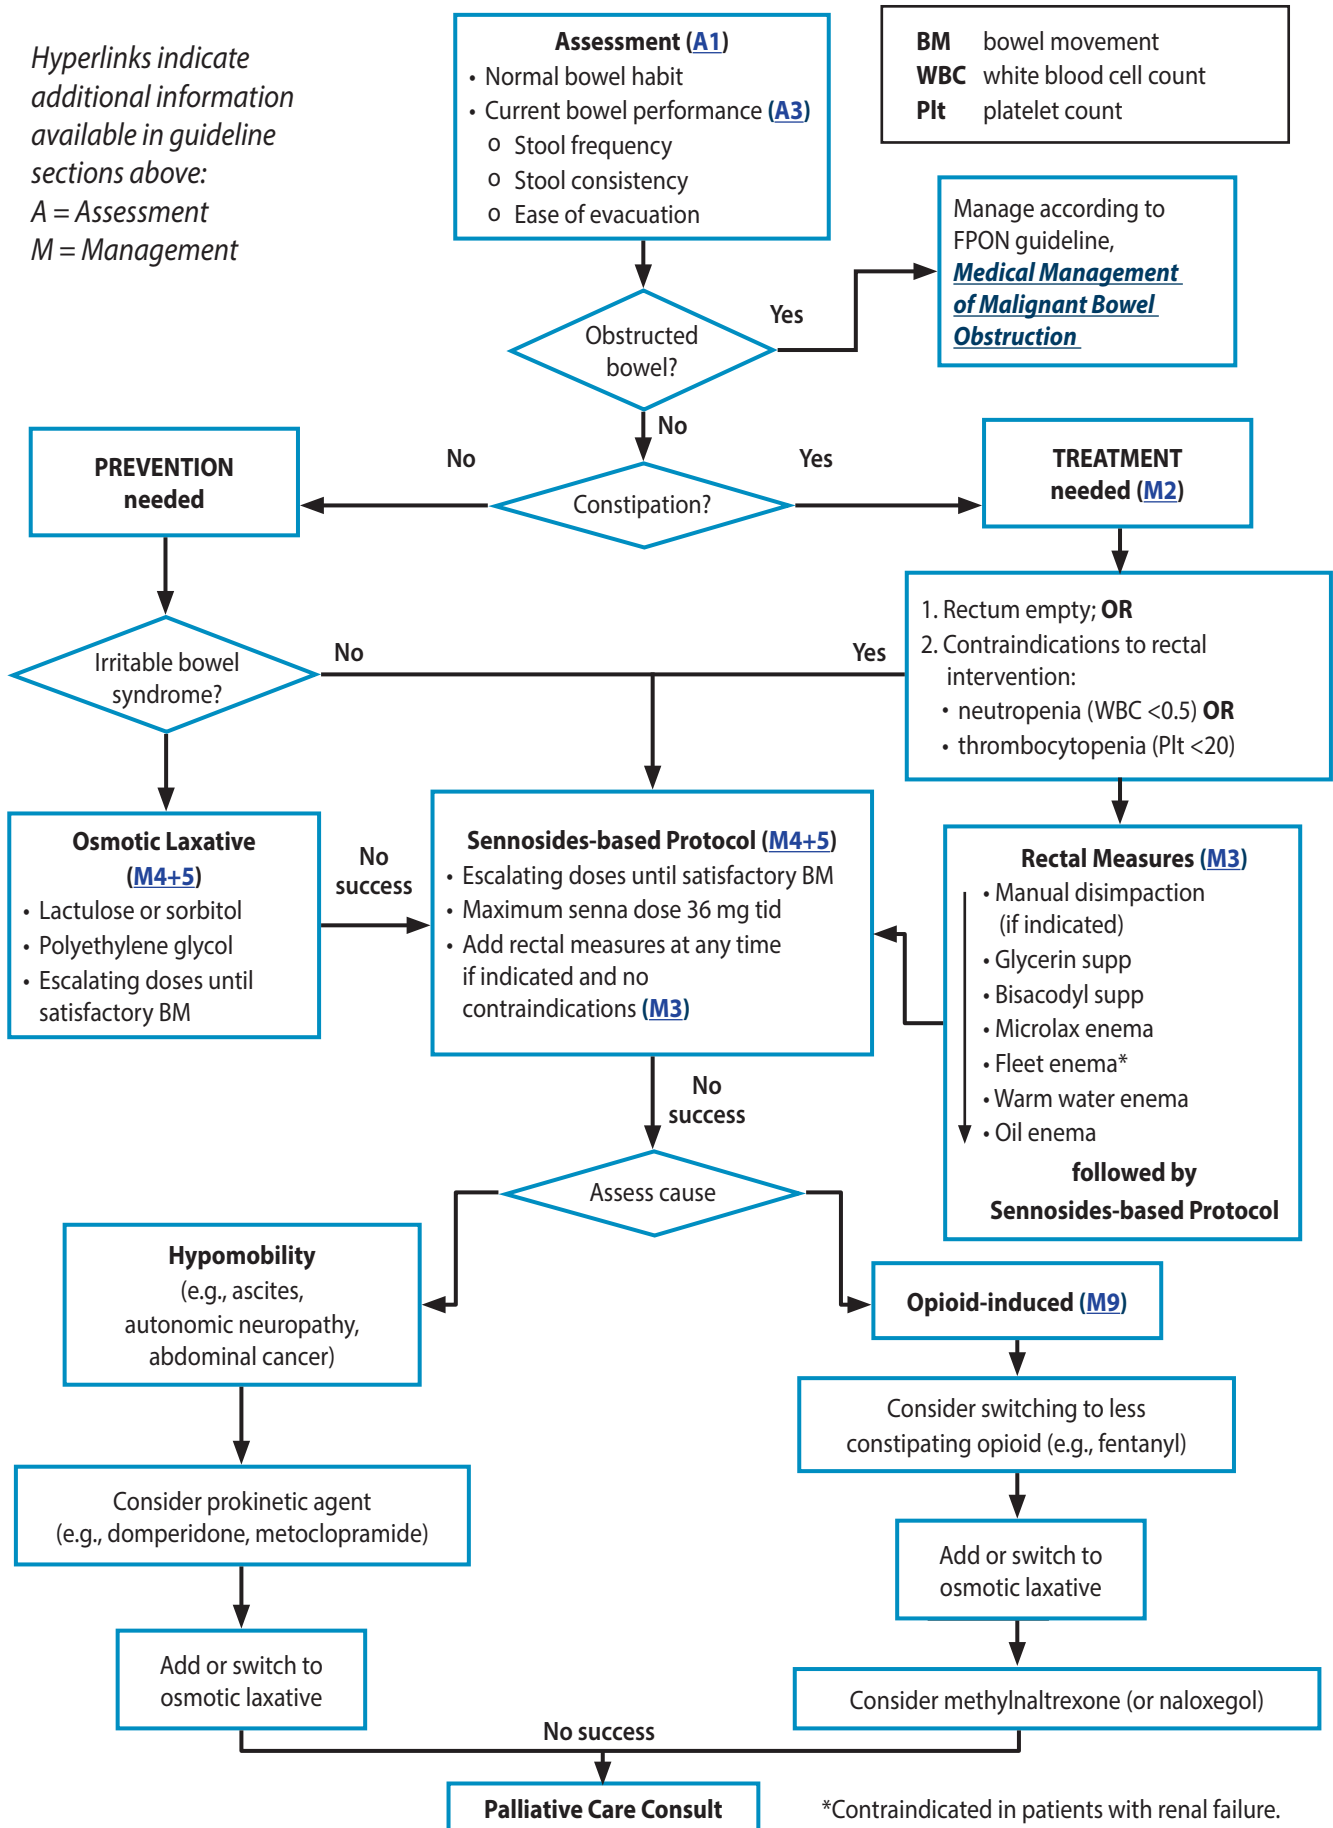 Hyperlinks indicate
additional information
available in guideline
sections above:
A = Assessment
M = Management
Assessment (A1)
• Normal bowel habit
• Current bowel performance (A3)
o Stool frequency
o Stool consistency
o Ease of evacuation
BM bowel movement
WBC white blood cell count
Plt platelet count
Manage according to
FPON guideline,
Medical Management
of Malignant Bowel
Obstruction
Obstructed
bowel?
Yes
No
PREVENTION
needed
No
Constipation?
Yes
TREATMENT
needed (M2)
Irritable bowel
syndrome?
No
Yes
1. Rectum empty; OR
2. Contraindications to rectal
intervention:
• neutropenia (WBC <0.5) OR
• thrombocytopenia (Plt <20)
Osmotic Laxative
(M4+5)
• Lactulose or sorbitol
• Polyethylene glycol
• Escalating doses until
satisfactory BM
No
success
Sennosides-based Protocol (M4+5)
• Escalating doses until satisfactory BM
• Maximum senna dose 36 mg tid
• Add rectal measures at any time
if indicated and no
contraindications (M3)
Rectal Measures (M3)
• Manual disimpaction
(if indicated)
• Glycerin supp
• Bisacodyl supp
• Microlax enema
• Fleet enema*
• Warm water enema
• Oil enema
followed by
Sennosides-based Protocol
No
success
Assess cause
Hypomobility
(e.g., ascites,
autonomic neuropathy,
abdominal cancer)
Opioid-induced (M9)
Consider switching to less
constipating opioid (e.g., fentanyl)
Consider prokinetic agent
(e.g., domperidone, metoclopramide)
Add or switch to
osmotic laxative
Add or switch to
osmotic laxative
Consider methylnaltrexone (or naloxegol)
No success
Palliative Care Consult
*Contraindicated in patients with renal failure.